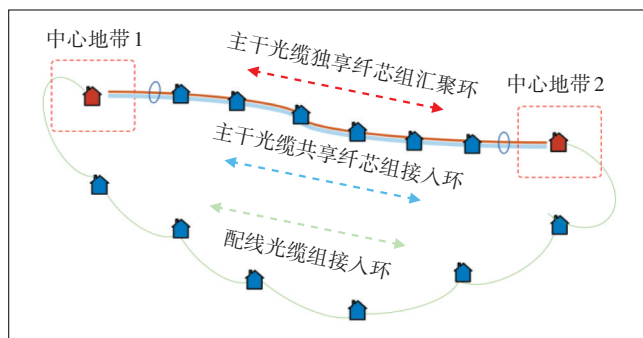 中心地带1
主干光缆独享纤芯组汇聚环
中心地带2
主干光缆共享纤芯组接入环
配线光缆组接入环